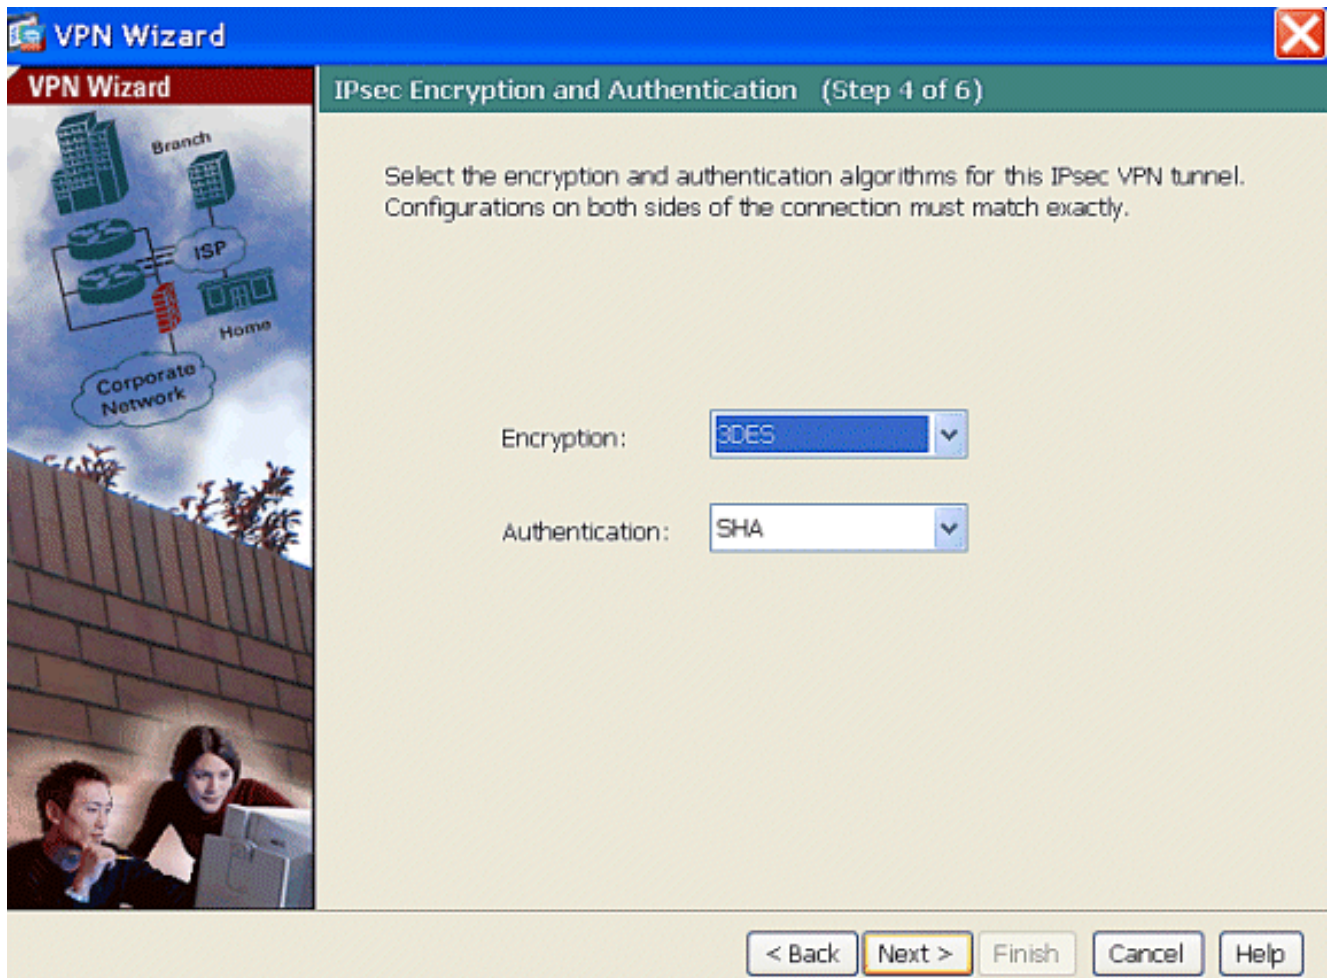 VPN Wizard
VPN Wizard
IPsec Encryption and Authentication (Step 4 of 6)
Branch
ISP
Home
Corporate
Network
Select the encryption and authentication algorithms for this IPsec VPN tunnel.
Configurations on both sides of the connection must match exactly.
Encryption: 3DES
Authentication: SHA
< Back Next > Finish Cancel Help